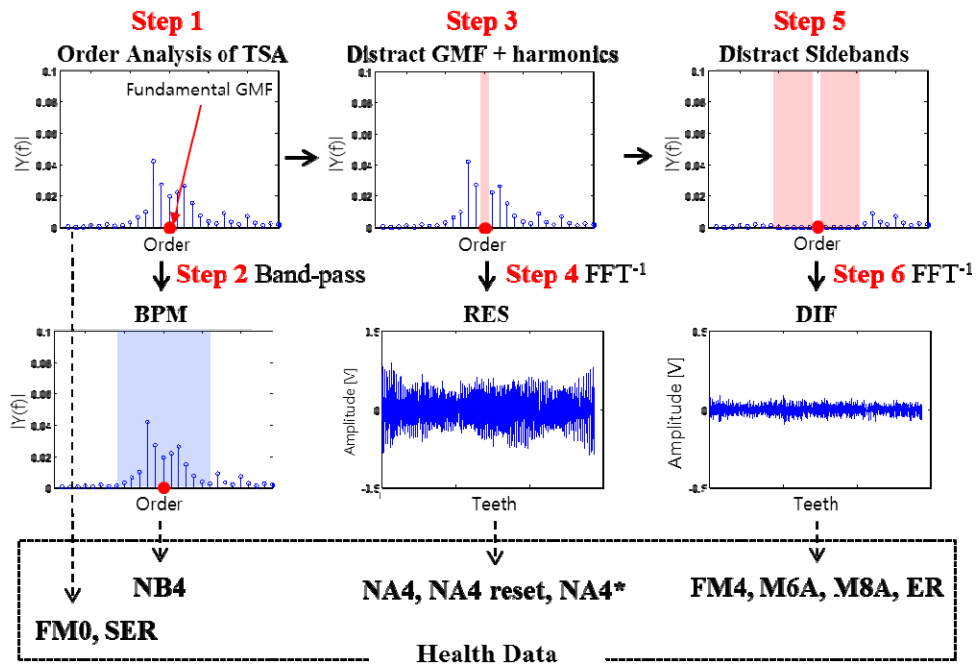 Step 1
Order Analysis of TSA
0.1
0.08
0.06
0.04
0.02
0
|Y(f)|
Fundamental GMF
Order
Step 3
Distract GMF + harmonics
0.1
0.08
0.06
0.04
0.02
0
|Y(f)|
Order
Step 5
Distract Sidebands
0.1
0.08
0.06
0.04
0.02
0
|Y(f)|
Order
Step 2 Band-pass
Step 4 FFT⁻¹
Step 6 FFT⁻¹
BPM
0.1
0.08
0.06
0.04
0.02
0
|Y(f)|
Order
RES
1.5
0
-1.5
Amplitude [V]
Teeth
DIF
1.5
0
-1.5
Amplitude [V]
Teeth
NB4
NA4, NA4 reset, NA4*
FM4, M6A, M8A, ER
FM0, SER
Health Data